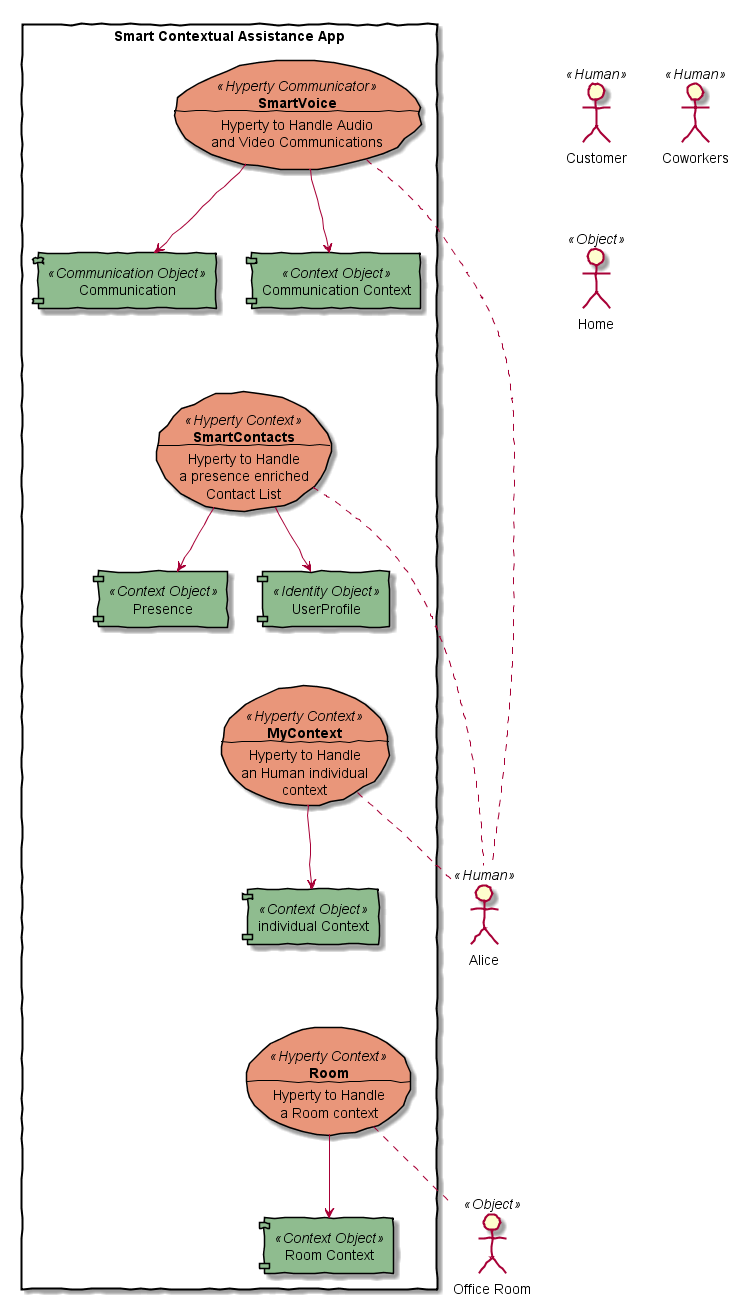 Smart Contextual Assistance App
«Hyperty Communicator»
SmartVoice
Hyperty to Handle Audio
and Video Communications
«Human»
Customer
«Human»
Coworkers
«Communication Object»
Communication
«Context Object»
Communication Context
«Object»
Home
«Hyperty Context»
SmartContacts
Hyperty to Handle
a presence enriched
Contact List
«Context Object»
Presence
«Identity Object»
UserProfile
«Hyperty Context»
MyContext
Hyperty to Handle
an Human individual
context
«Context Object»
individual Context
«Human»
Alice
«Hyperty Context»
Room
Hyperty to Handle
a Room context
«Context Object»
Room Context
«Object»
Office Room